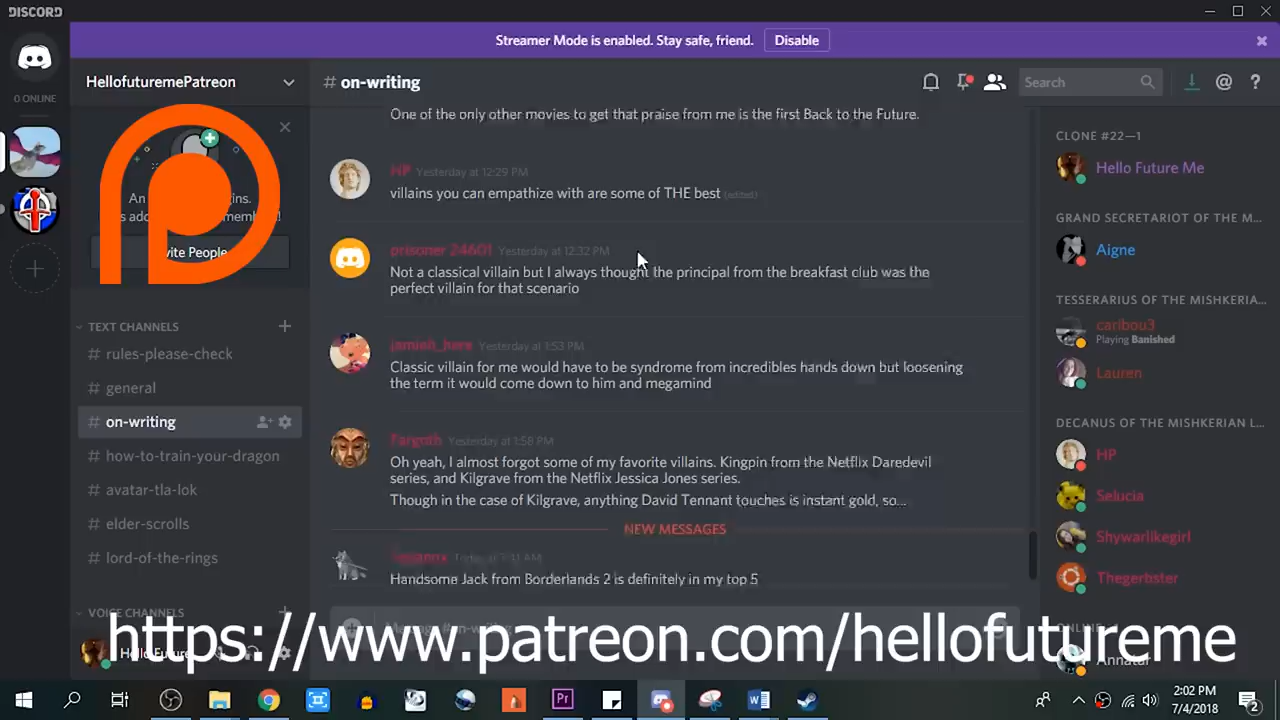 DISCORD
Streamer Mode is enabled. Stay safe, friend. Disable
0 ONLINE
HellofuturemePatreon
An
gins.
Invite People
TEXT CHANNELS
# rules-please-check
# general
# on-writing
# how-to-train-your-dragon
# avatar-tla-lok
# elder-scrolls
# lord-of-the-rings
VOICE CHANNELS
Hello Future
# on-writing
Search
One of the only other movies to get that praise from me is the first Back to the Future.
HP Yesterday at 12:29 PM
villains you can empathize with are some of THE best (edited)
prisoner 24601 Yesterday at 12:32 PM
Not a classical villain but I always thought the principal from the breakfast club was the
perfect villain for that scenario
jamiah_here Yesterday at 1:53 PM
Classic villain for me would have to be syndrome from incredibles hands down but loosening
the term it would come down to him and megamind
Fargoth Yesterday at 1:58 PM
Oh yeah, I almost forgot some of my favorite villains. Kingpin from the Netflix Daredevil
series, and Kilgrave from the Netflix Jessica Jones series.
Though in the case of Kilgrave, anything David Tennant touches is instant gold, so...
NEW MESSAGES
Today at
Handsome Jack from Borderlands 2 is definitely in my top 5
CLONE #22—1
Hello Future Me
GRAND SECRETARIOT OF THE M...
Aigne
TESSERARIUS OF THE MISHKERIA...
caribou3
Playing Banished
Lauren
DECANUS OF THE MISHKERIAN L...
HP
Selucia
Shywarlikegirl
Thegerbster
Annatar
https://www.patreon.com/hellofutureme
2:02 PM
7/4/2018
2